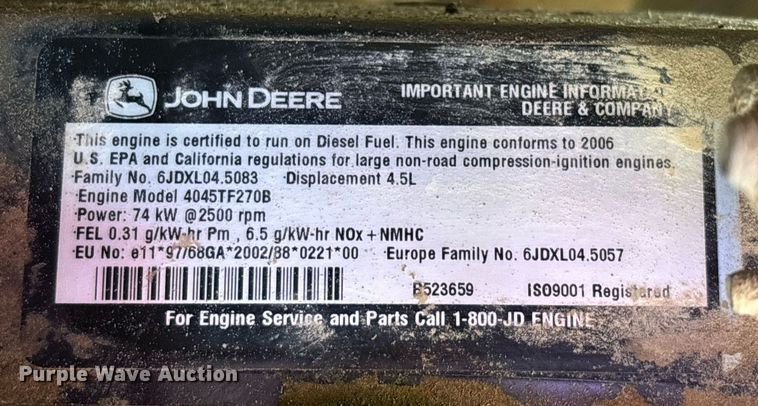 JOHN DEERE
IMPORTANT ENGINE
DEERE & COMPANY
This engine is certified to run on Diesel Fuel. This engine conforms to 2006
U.S. EPA and California regulations for large non-road compression-ignition engines.
·Family No. 6JDXL04.5083 ·Displacement 4.5L
·Engine Model 4045TF270B
·Power: 74 kW @2500 rpm
·FEL 0.31 g/kW-hr Pm , 6.5 g/kW-hr NOx + NMHC
·EU No: e11*97/68GA*2002/88*0221*00 ·Europe Family No. 6JDXL04.5057
523659 ISO9001 Registered
For Engine Service and Parts Call 1-800-JD ENGINE
Purple Wave Auction